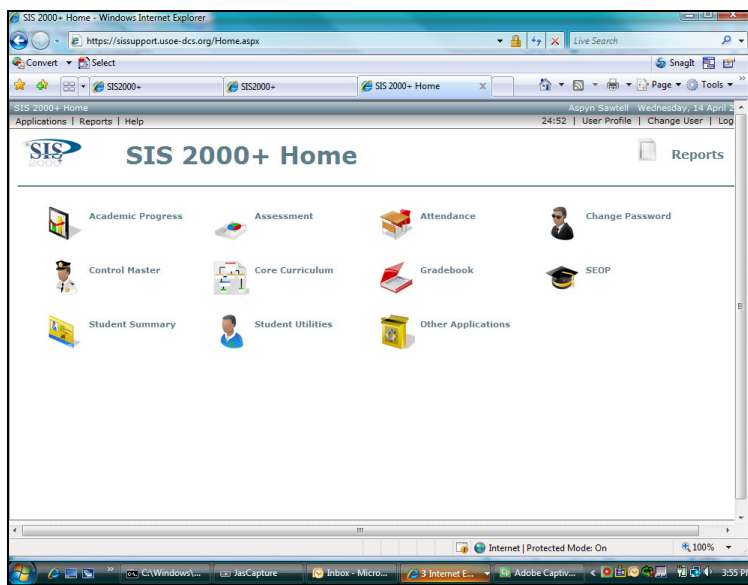 SIS 2000+ Home - Windows Internet Explorer
https://sissupport.usoe-dcs.org/Home.aspx
Live Search
Convert Select
SnagIt
SIS2000+ SIS2000+ SIS 2000+ Home X
Page Tools
SIS 2000+ Home Aspyn Sawtell Wednesday, 14 April 2
Applications | Reports | Help 24:52 | User Profile | Change User | Log
SIS 2000+ SIS 2000+ Home Reports
Academic Progress Assessment Attendance Change Password
Control Master Core Curriculum Gradebook SEOP
Student Summary Student Utilities Other Applications
Internet | Protected Mode: On 100%
C:\Windows\... JasCapture Inbox - Micro... 3 Internet E... Adobe Captiv... 3:55 P